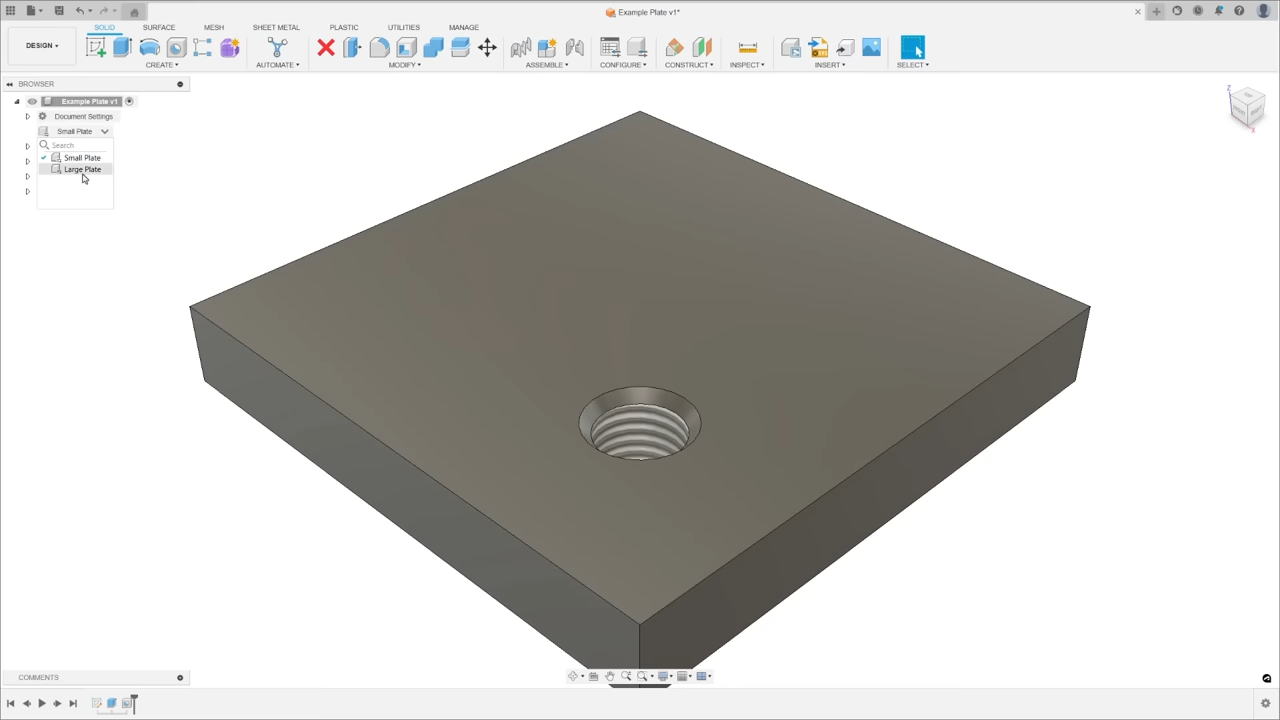 Example Plate v1*
SOLID SURFACE MESH SHEET METAL PLASTIC UTILITIES MANAGE
DESIGN
CREATE AUTOMATE MODIFY ASSEMBLE CONFIGURE CONSTRUCT INSPECT INSERT SELECT
BROWSER
Example Plate v1
Document Settings
Small Plate
Search
Small Plate
Large Plate
TOP
Z
X
COMMENTS